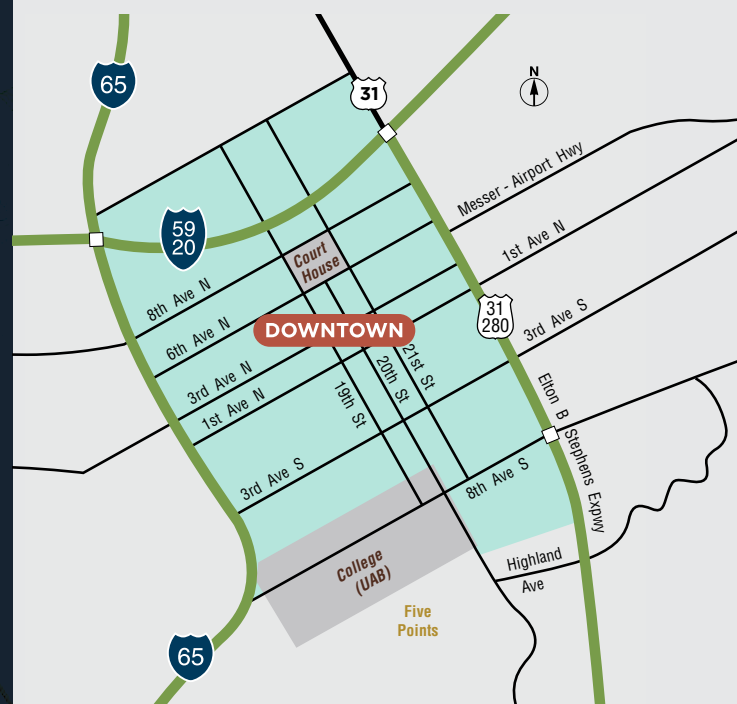 65
31
N
Messer - Airport Hwy
59
20
1st Ave N
Court
House
8th Ave N
31
280
3rd Ave S
6th Ave N
DOWNTOWN
21st St
20th St
3rd Ave N
19th St
1st Ave N
Elton B Stephens Expwy
3rd Ave S
8th Ave S
College
(UAB)
Highland
Ave
Five
Points
65